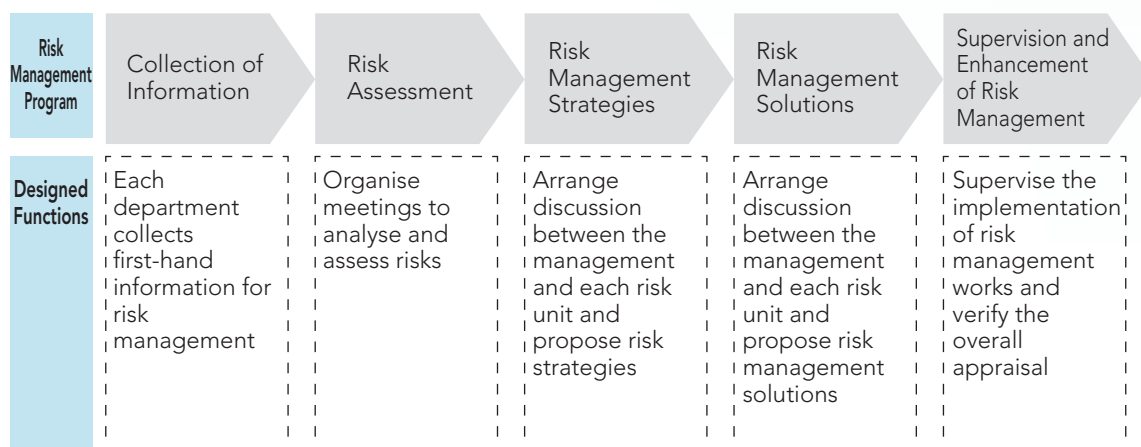 Risk
Management
Program
Collection of
Information
Risk
Assessment
Risk
Management
Strategies
Risk
Management
Solutions
Supervision and
Enhancement
of Risk
Management
Designed
Functions
Each
department
collects
first-hand
information for
risk
management
Organise
meetings to
analyse and
assess risks
Arrange
discussion
between the
management
and each risk
unit and
propose risk
strategies
Arrange
discussion
between the
management
and each risk
unit and
propose risk
management
solutions
Supervise the
implementation
of risk
management
works and
verify the
overall
appraisal